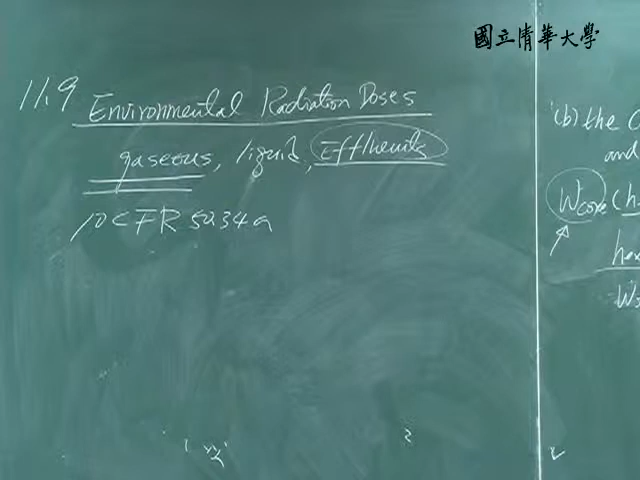 國立清華大學
11.9 Environmental Radiation Doses
gaseous, liquid, Effluents
10 CFR 50.34a
(b) the
and
Wcore (h